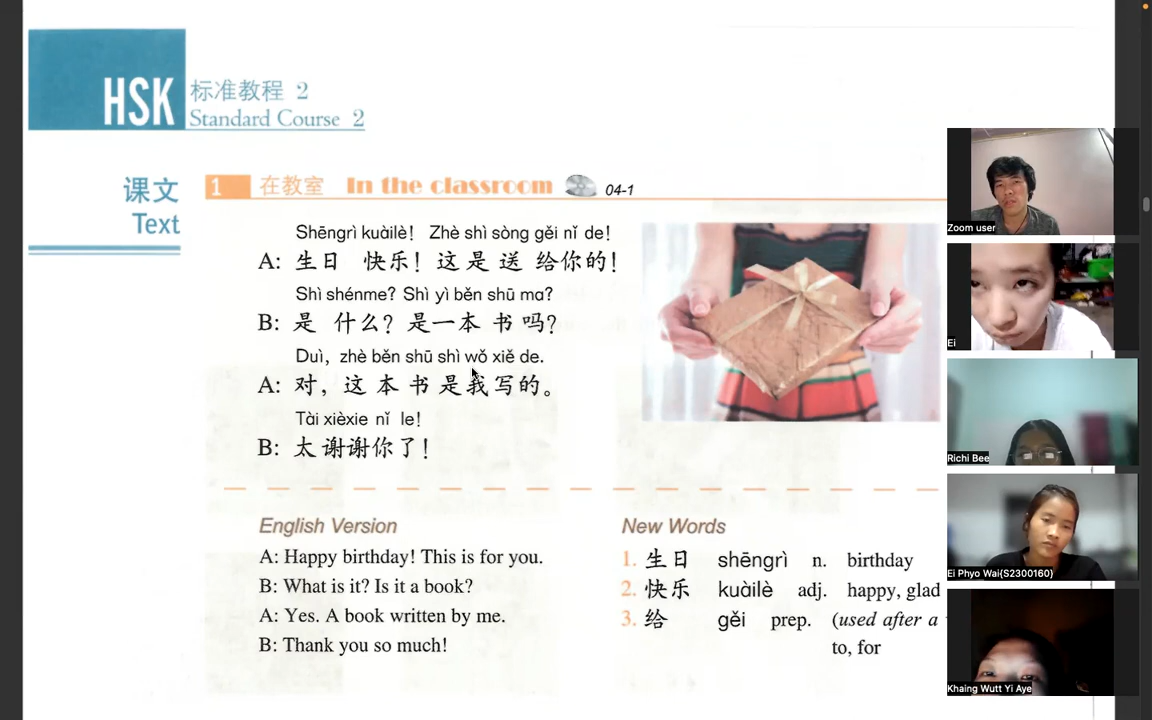 HSK 标准教程 2
Standard Course 2
课文
Text
1 在教室 In the classroom 04-1
Shēngrì kuàilè! Zhè shì sòng gěi nǐ de!
A: 生日 快乐! 这 是 送 给你的!
Shì shénme? Shì yì běn shū ma?
B: 是 什么? 是一本 书 吗?
Duì, zhè běn shū shì wǒ xiě de.
A: 对, 这 本 书 是我写的。
Tài xièxie nǐ le!
B: 太 谢谢你了!
English Version
A: Happy birthday! This is for you.
B: What is it? Is it a book?
A: Yes. A book written by me.
B: Thank you so much!
New Words
1. 生日 shēngrì n. birthday
2. 快乐 kuàilè adj. happy, glad
3. 给 gěi prep. (used after a
to, for
Zoom user
Ei
Richi Bee
Ei Phyo Wai{S2300160}
Khaing Wutt Yi Aye